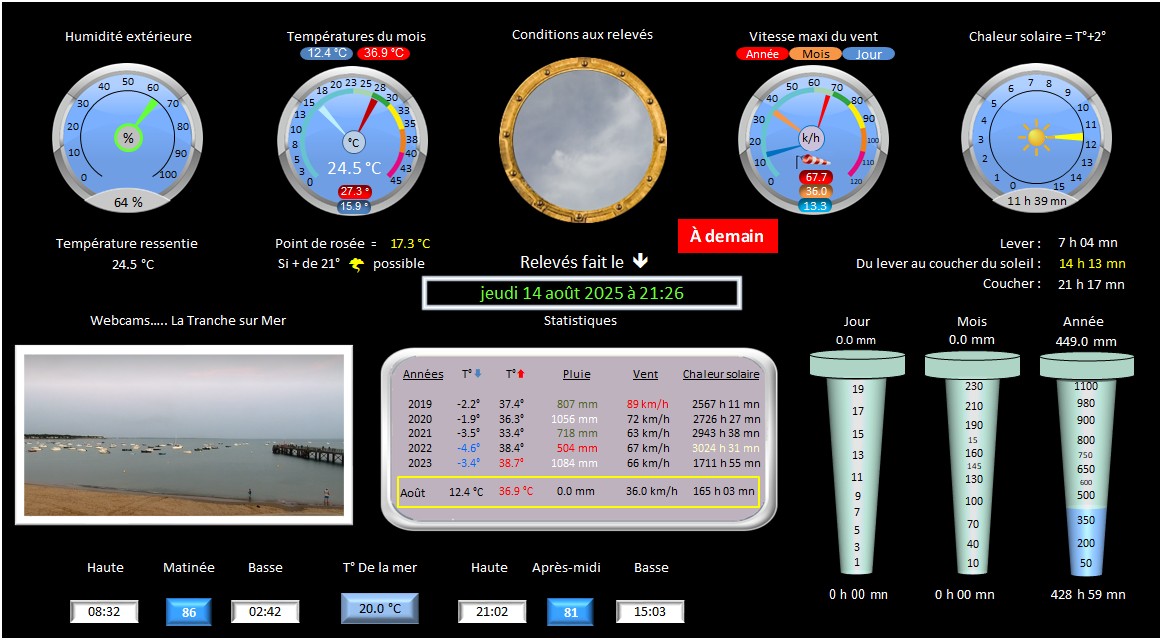 Humidité extérieure
0 10 20 30 40 50 60 70 80 90 100
%
64 %
Températures du mois
12.4 °C 36.9 °C
0 3 5 8 10 13 15 18 20 23 25 28 30 33 35 38 40 43 45
°C
24.5 °C
27.3 °
15.9 °
Conditions aux relevés
Vitesse maxi du vent
Année Mois Jour
0 10 20 30 40 50 60 70 80 90 100 110 120
k/h
67.7
36.0
13.3
Chaleur solaire = T°+2°
0 1 2 3 4 5 6 7 8 9 10 11 12 13 14 15
11 h 39 mn
Température ressentie
24.5 °C
Point de rosée = 17.3 °C
Si + de 21° possible
À demain
Relevés fait le
jeudi 14 août 2025 à 21:26
Lever : 7 h 04 mn
Du lever au coucher du soleil : 14 h 13 mn
Coucher : 21 h 17 mn
Webcams..... La Tranche sur Mer
Statistiques
Années T° T° Pluie Vent Chaleur solaire
2019 -2.2° 37.4° 807 mm 89 km/h 2567 h 11 mn
2020 -1.9° 36.3° 1056 mm 72 km/h 2726 h 27 mn
2021 -3.5° 33.4° 718 mm 63 km/h 2943 h 38 mn
2022 -4.6° 38.4° 504 mm 67 km/h 3024 h 31 mn
2023 -3.4° 38.7° 1084 mm 66 km/h 1711 h 55 mn
Août 12.4 °C 36.9 °C 0.0 mm 36.0 km/h 165 h 03 mn
Jour
0.0 mm
19
17
15
13
11
9
7
5
3
1
0 h 00 mn
Mois
0.0 mm
230
210
190
15
160
145
130
100
70
40
10
0 h 00 mn
Année
449.0 mm
1100
980
900
800
750
650
600
500
350
200
50
428 h 59 mn
Haute Matinée Basse
08:32 86 02:42
T° De la mer
20.0 °C
Haute Après-midi Basse
21:02 81 15:03